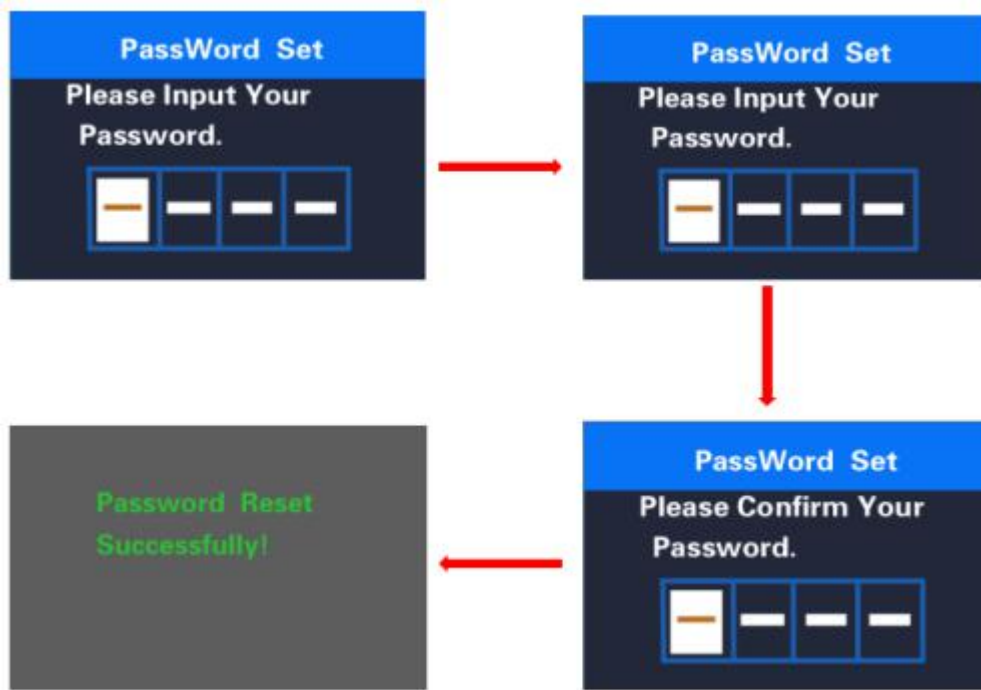 PassWord Set
Please Input Your
Password.
PassWord Set
Please Input Your
Password.
PassWord Set
Please Confirm Your
Password.
Password Reset
Successfully!